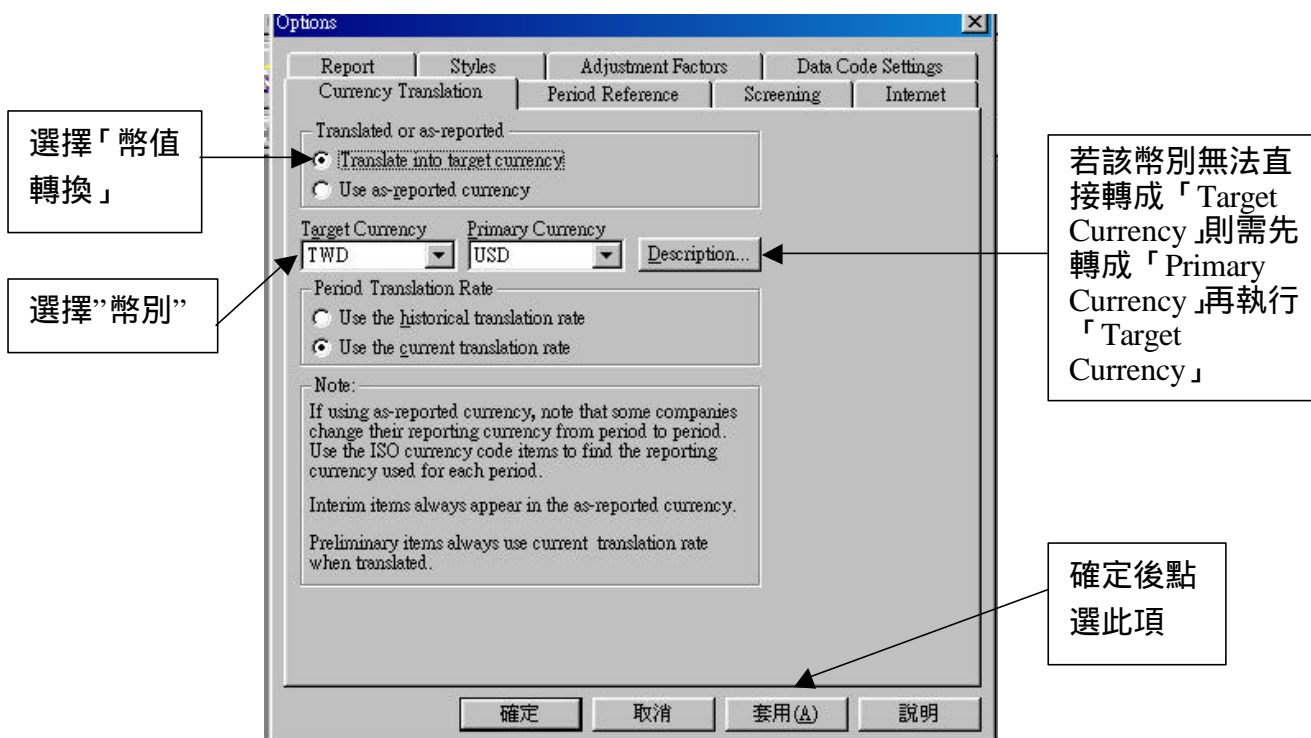 Options
Report Styles Adjustment Factors Data Code Settings
Currency Translation Period Reference Screening Internet
選擇「幣值
轉換」
Translated or as-reported
Translate into target currency
Use as-reported currency
Target Currency Primary Currency
TWD USD Description...
選擇”幣別”
Period Translation Rate
Use the historical translation rate
Use the current translation rate
Note:
If using as-reported currency, note that some companies
change their reporting currency from period to period.
Use the ISO currency code items to find the reporting
currency used for each period.
Interim items always appear in the as-reported currency.
Preliminary items always use current translation rate
when translated.
若該幣別無法直
接轉成「Target
Currency」則需先
轉成「Primary
Currency」再執行
「Target
Currency」
確定後點
選此項
確定 取消 套用(A) 說明